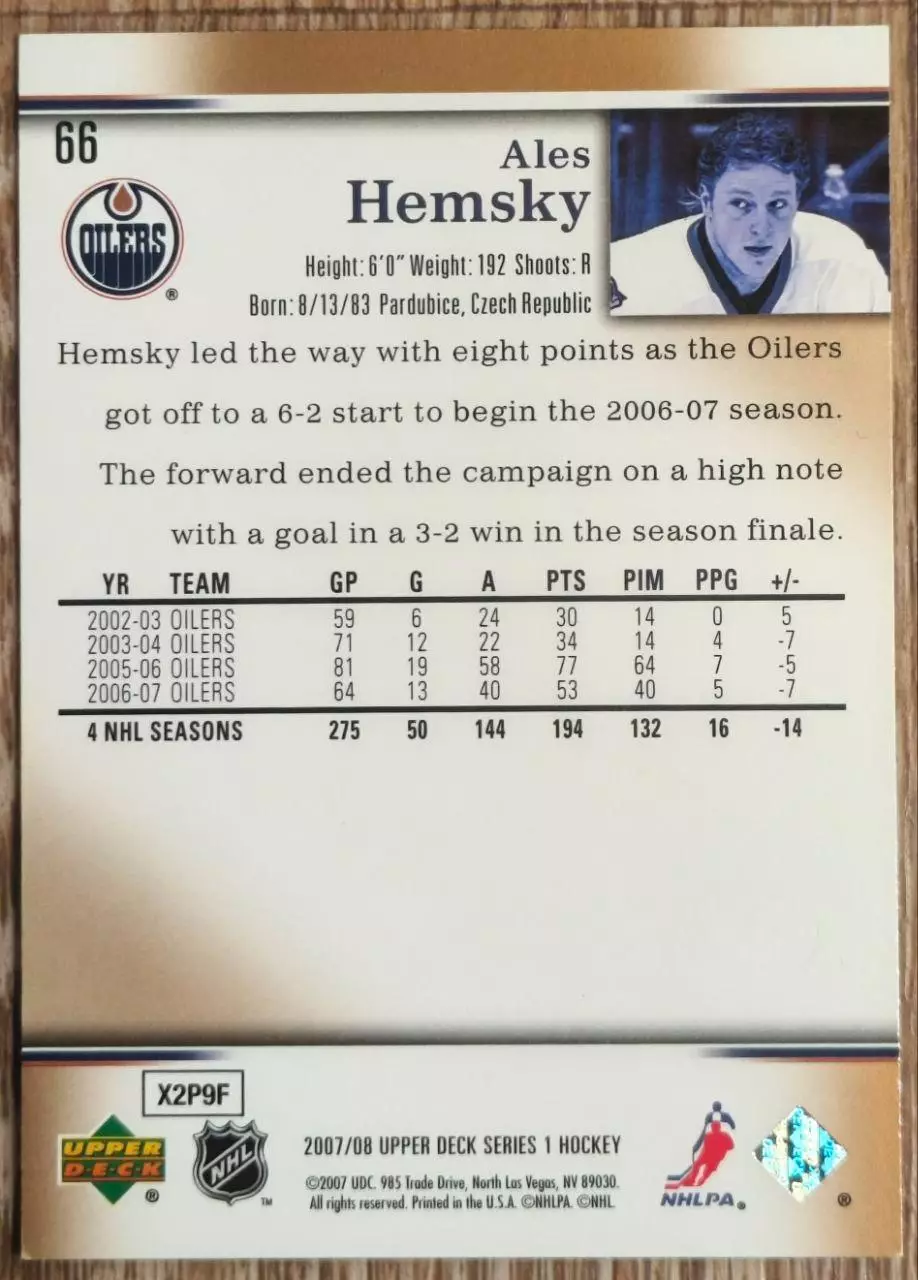 66
Ales
Hemsky
OILERS
®
Height: 6'0" Weight: 192 Shoots: R
Born: 8/13/83 Pardubice, Czech Republic
Hemsky led the way with eight points as the Oilers
got off to a 6-2 start to begin the 2006-07 season.
The forward ended the campaign on a high note
with a goal in a 3-2 win in the season finale.
YR TEAM GP G A PTS PIM PPG +/-
2002-03 OILERS 59 6 24 30 14 0 5
2003-04 OILERS 71 12 22 34 14 4 -7
2005-06 OILERS 81 19 58 77 64 7 -5
2006-07 OILERS 64 13 40 53 40 5 -7
4 NHL SEASONS 275 50 144 194 132 16 -14
X2P9F
UPPER
D·E·C·K
®
NHL
™
2007/08 UPPER DECK SERIES 1 HOCKEY
©2007 UDC. 985 Trade Drive, North Las Vegas, NV 89030.
All rights reserved. Printed in the U.S.A. ©NHLPA. ©NHL.
NHLPA®
®